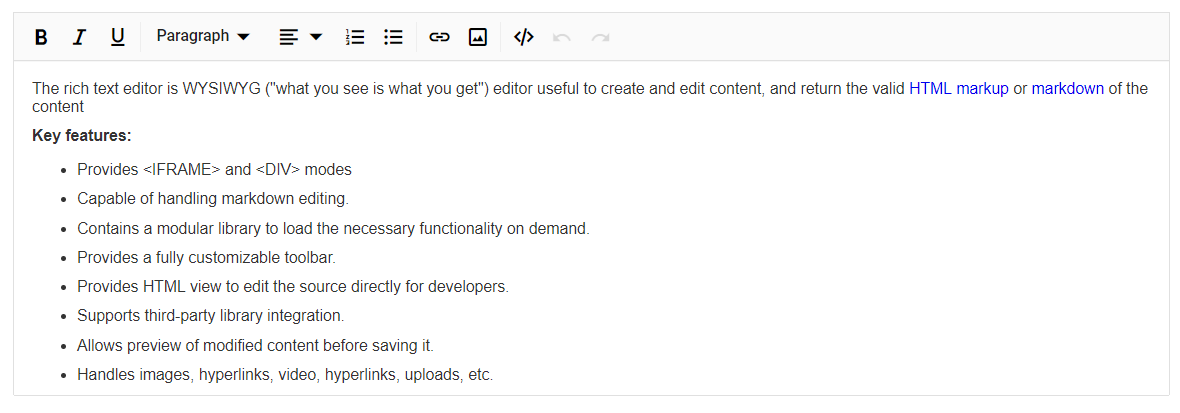 B I U Paragraph
The rich text editor is WYSIWYG ("what you see is what you get") editor useful to create and edit content, and return the valid HTML markup or markdown of the
content
Key features:
• Provides <IFRAME> and <DIV> modes
• Capable of handling markdown editing.
• Contains a modular library to load the necessary functionality on demand.
• Provides a fully customizable toolbar.
• Provides HTML view to edit the source directly for developers.
• Supports third-party library integration.
• Allows preview of modified content before saving it.
• Handles images, hyperlinks, video, hyperlinks, uploads, etc.